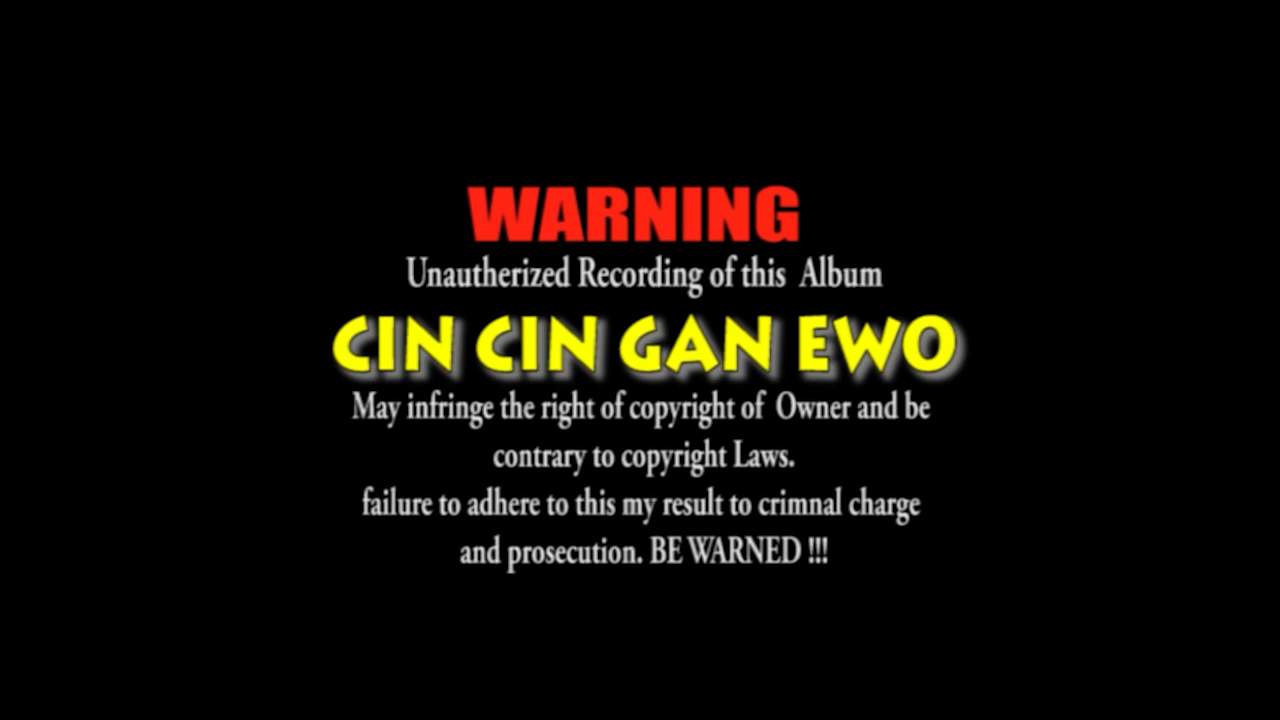 WARNING
Unautherized Recording of this Album
CIN CIN GAN EWO
May infringe the right of copyright of Owner and be
contrary to copyright Laws.
failure to adhere to this my result to crimnal charge
and prosecution. BE WARNED !!!